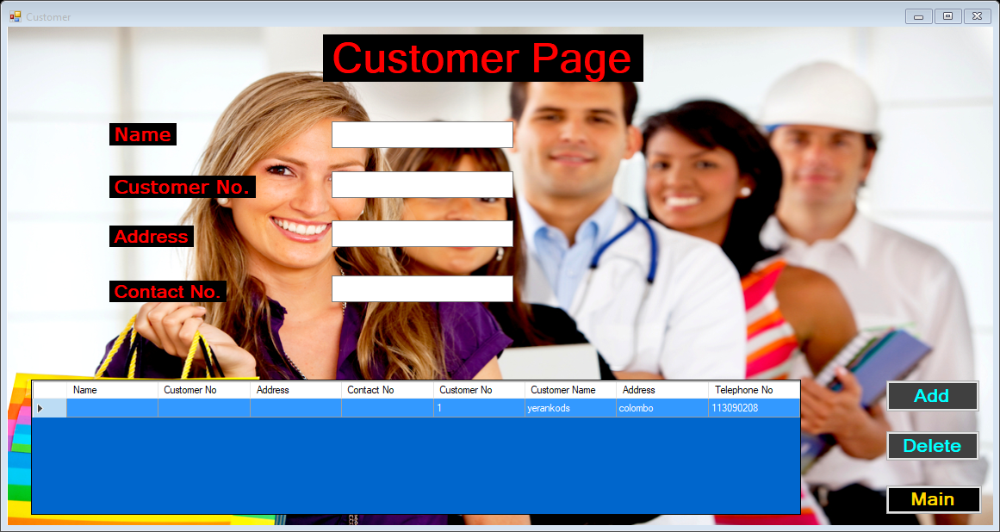 Customer
Customer Page
Name
Customer No.
Address
Contact No.
Name Customer No Address Contact No Customer No Customer Name Address Telephone No
1 yerankods colombo 113090208
Add
Delete
Main